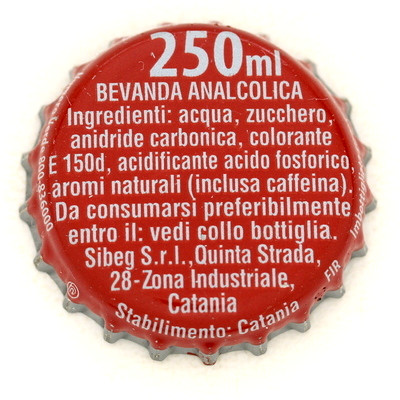 250ml
BEVANDA ANALCOLICA
Ingredienti: acqua, zucchero,
anidride carbonica, colorante
E 150d, acidificante acido fosforico,
aromi naturali (inclusa caffeina).
Da consumarsi preferibilmente
entro il: vedi collo bottiglia.
Sibeg S.r.l.,Quinta Strada,
28-Zona Industriale,
Catania
Stabilimento: Catania
FIR